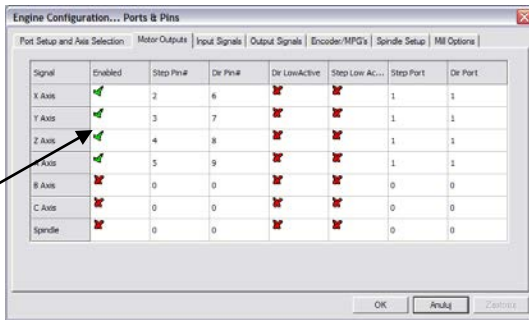 Engine Configuration... Ports & Pins
Port Setup and Axis Selection Motor Outputs Input Signals Output Signals Encoder/MPG's Spindle Setup Mill Options
Signal Enabled Step Pin# Dir Pin# Dir LowActive Step Low Ac... Step Port Dir Port
X Axis 2 6 1 1
Y Axis 3 7 1 1
Z Axis 4 8 1 1
A Axis 5 9 1 1
B Axis 0 0 0 0
C Axis 0 0 0 0
Spindle 0 0 0 0
OK Anuluj Zastosuj